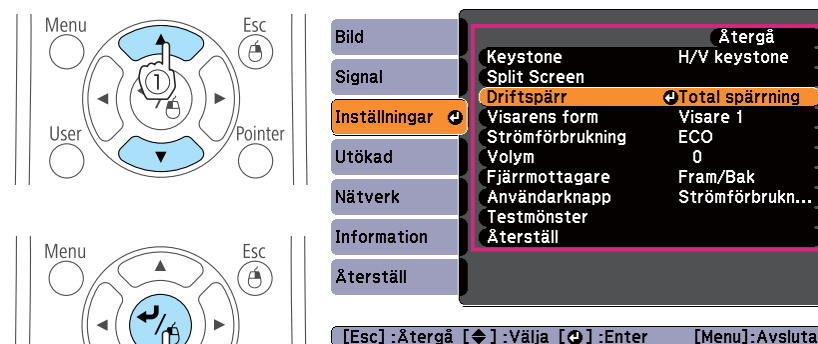 Menu
Esc
1
User
Pointer
Menu
Esc
Bild
Signal
Inställningar
Utökad
Nätverk
Information
Återställ
Återgå
Keystone H/V keystone
Split Screen
Driftspärr Total spärrning
Visarens form Visare 1
Strömförbrukning ECO
Volym 0
Fjärrmottagare Fram/Bak
Användarknapp Strömförbrukn...
Testmönster
Återställ
[Esc] :Återgå [◆] :Välja [↵] :Enter [Menu]:Avsluta